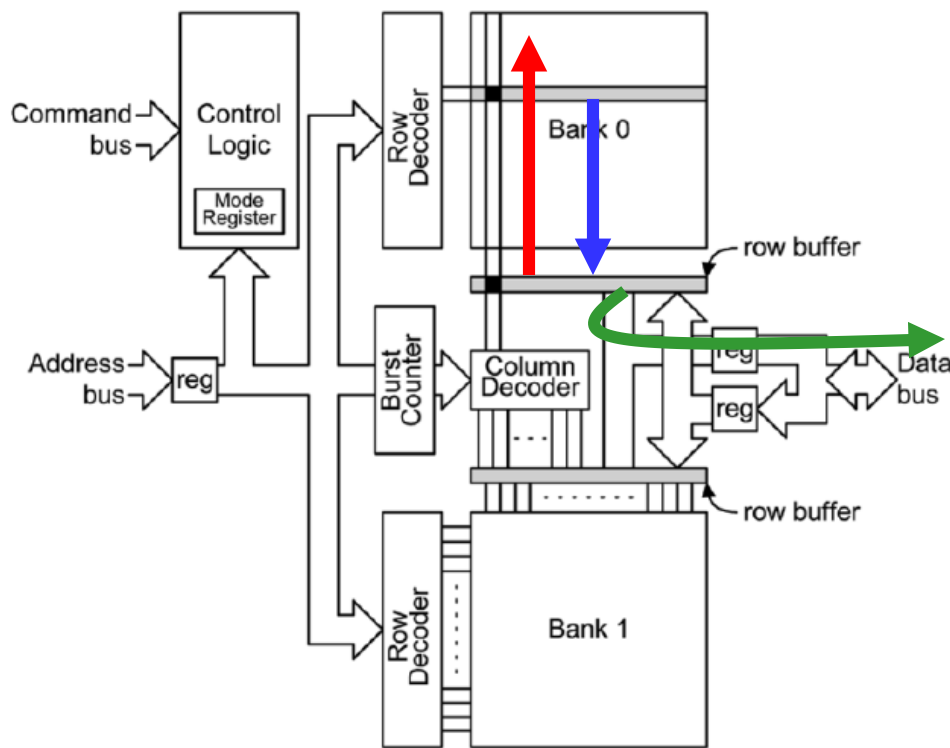 Command
bus
Control
Logic
Mode
Register
Row
Decoder
Bank 0
row buffer
Address
bus
reg
Burst
Counter
Column
Decoder
reg
reg
Data
bus
row buffer
Row
Decoder
Bank 1